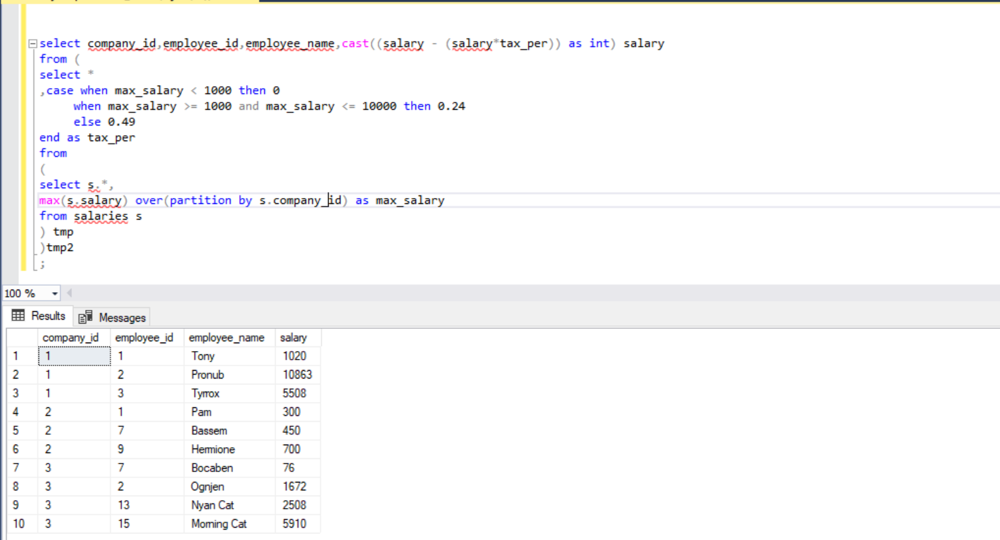 select company_id,employee_id,employee_name,cast((salary - (salary*tax_per)) as int) salary
from (
select *
,case when max_salary < 1000 then 0
when max_salary >= 1000 and max_salary <= 10000 then 0.24
else 0.49
end as tax_per
from
(
select s.*,
max(s.salary) over(partition by s.company_id) as max_salary
from salaries s
) tmp
)tmp2
;
100 %
Results Messages
company_id employee_id employee_name salary
1 1 1 Tony 1020
2 1 2 Pronub 10863
3 1 3 Tyrrox 5508
4 2 1 Pam 300
5 2 7 Bassem 450
6 2 9 Hermione 700
7 3 7 Bocaben 76
8 3 2 Ognjen 1672
9 3 13 Nyan Cat 2508
10 3 15 Morning Cat 5910